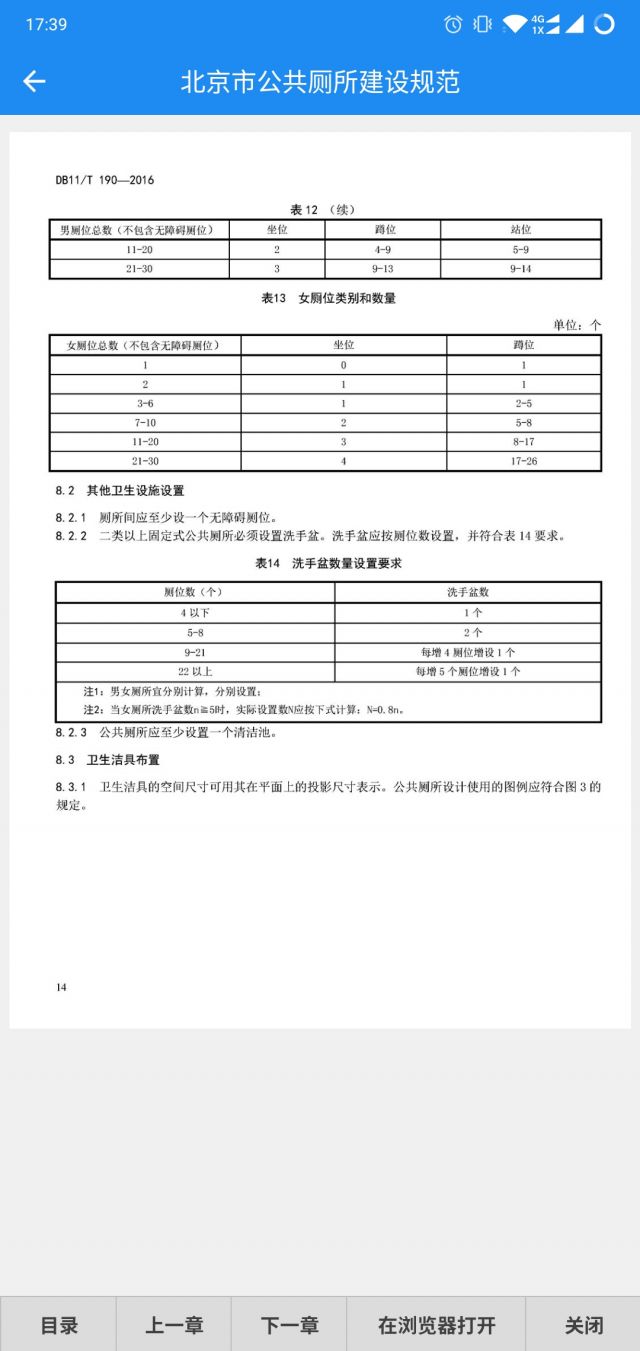 17:39
4G
1X
北京市公共厕所建设规范
DB11/T 190—2016
表 12 （续）
男厕位总数（不包含无障碍厕位） 坐位 蹲位 站位
11-20 2 4-9 5-9
21-30 3 9-13 9-14
表13 女厕位类别和数量
单位：个
女厕位总数（不包含无障碍厕位） 坐位 蹲位
1 0 1
2 1 1
3-6 1 2-5
7-10 2 5-8
11-20 3 8-17
21-30 4 17-26
8.2 其他卫生设施设置
8.2.1 厕所间应至少设一个无障碍厕位。
8.2.2 二类以上固定式公共厕所必须设置洗手盆。洗手盆应按厕位数设置，并符合表 14 要求。
表14 洗手盆数量设置要求
厕位数（个） 洗手盆数
4 以下 1 个
5-8 2 个
9-21 每增 4 厕位增设 1 个
22 以上 每增 5 个厕位增设 1 个
注1：男女厕所宜分别计算，分别设置；
注2：当女厕所洗手盆数n≧5时，实际设置数N应按下式计算：N=0.8n。
8.2.3 公共厕所应至少设置一个清洁池。
8.3 卫生洁具布置
8.3.1 卫生洁具的空间尺寸可用其在平面上的投影尺寸表示。公共厕所设计使用的图例应符合图 3 的
规定。
14
目录 上一章 下一章 在浏览器打开 关闭